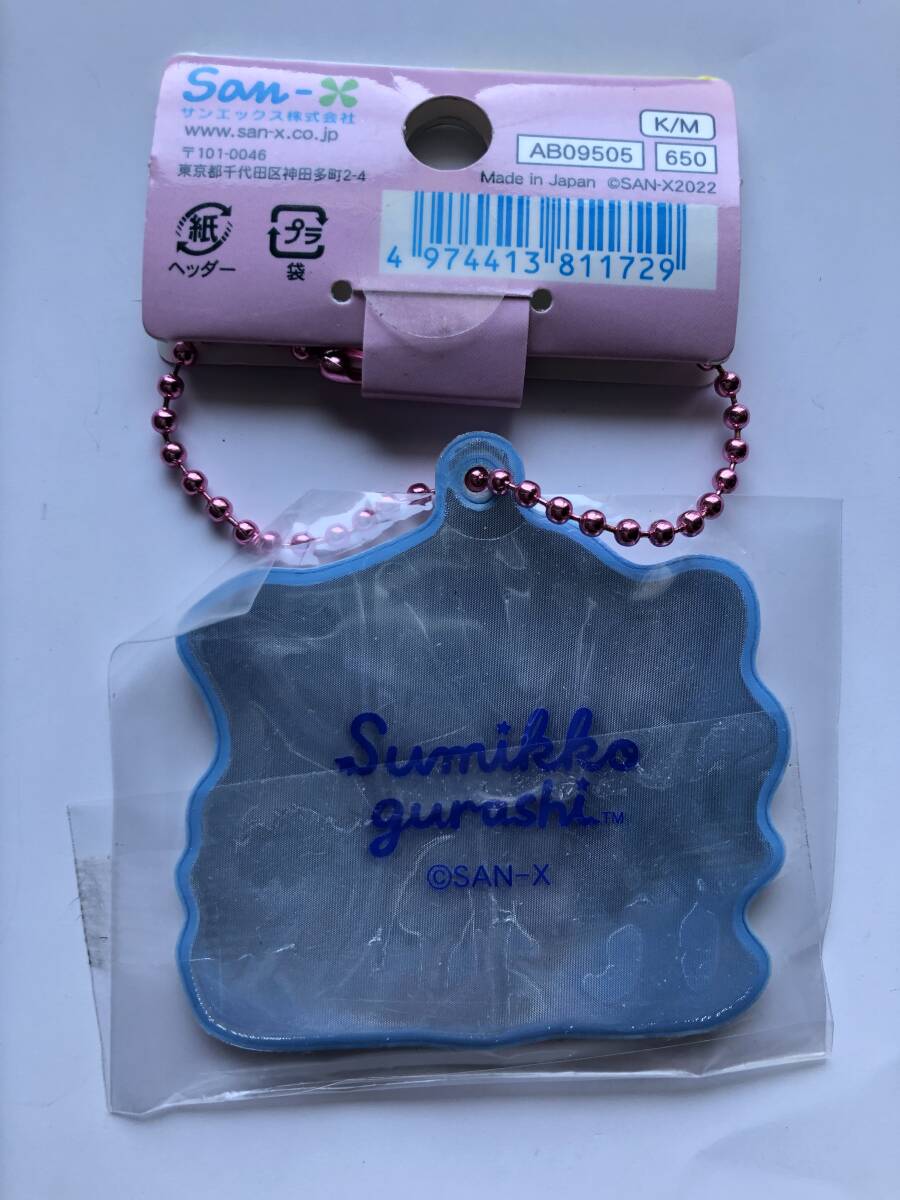 San-X
サンエックス株式会社
www.san-x.co.jp
〒101-0046
東京都千代田区神田多町2-4
K/M
AB09505
650
Made in Japan ©SAN-X2022
紙
ヘッダー
プラ
袋
4 974413 811729
Sumikko
gurashi™
©SAN-X